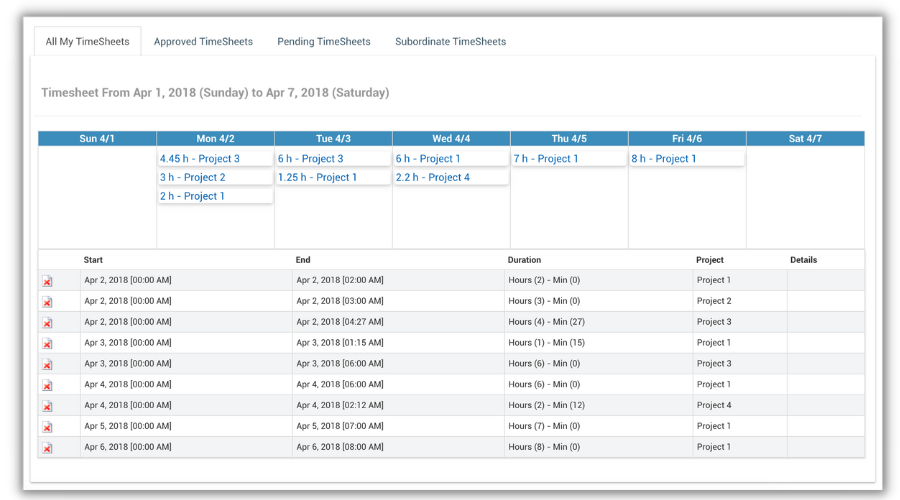 All My TimeSheets Approved TimeSheets Pending TimeSheets Subordinate TimeSheets
Timesheet From Apr 1, 2018 (Sunday) to Apr 7, 2018 (Saturday)
Sun 4/1 Mon 4/2 Tue 4/3 Wed 4/4 Thu 4/5 Fri 4/6 Sat 4/7
4.45 h - Project 3 6 h - Project 3 6 h - Project 1 7 h - Project 1 8 h - Project 1
3 h - Project 2 1.25 h - Project 1 2.2 h - Project 4
2 h - Project 1
Start End Duration Project Details
Apr 2, 2018 [00:00 AM] Apr 2, 2018 [02:00 AM] Hours (2) - Min (0) Project 1
Apr 2, 2018 [00:00 AM] Apr 2, 2018 [03:00 AM] Hours (3) - Min (0) Project 2
Apr 2, 2018 [00:00 AM] Apr 2, 2018 [04:27 AM] Hours (4) - Min (27) Project 3
Apr 3, 2018 [00:00 AM] Apr 3, 2018 [01:15 AM] Hours (1) - Min (15) Project 1
Apr 3, 2018 [00:00 AM] Apr 3, 2018 [06:00 AM] Hours (6) - Min (0) Project 3
Apr 4, 2018 [00:00 AM] Apr 4, 2018 [06:00 AM] Hours (6) - Min (0) Project 1
Apr 4, 2018 [00:00 AM] Apr 4, 2018 [02:12 AM] Hours (2) - Min (12) Project 4
Apr 5, 2018 [00:00 AM] Apr 5, 2018 [07:00 AM] Hours (7) - Min (0) Project 1
Apr 6, 2018 [00:00 AM] Apr 6, 2018 [08:00 AM] Hours (8) - Min (0) Project 1